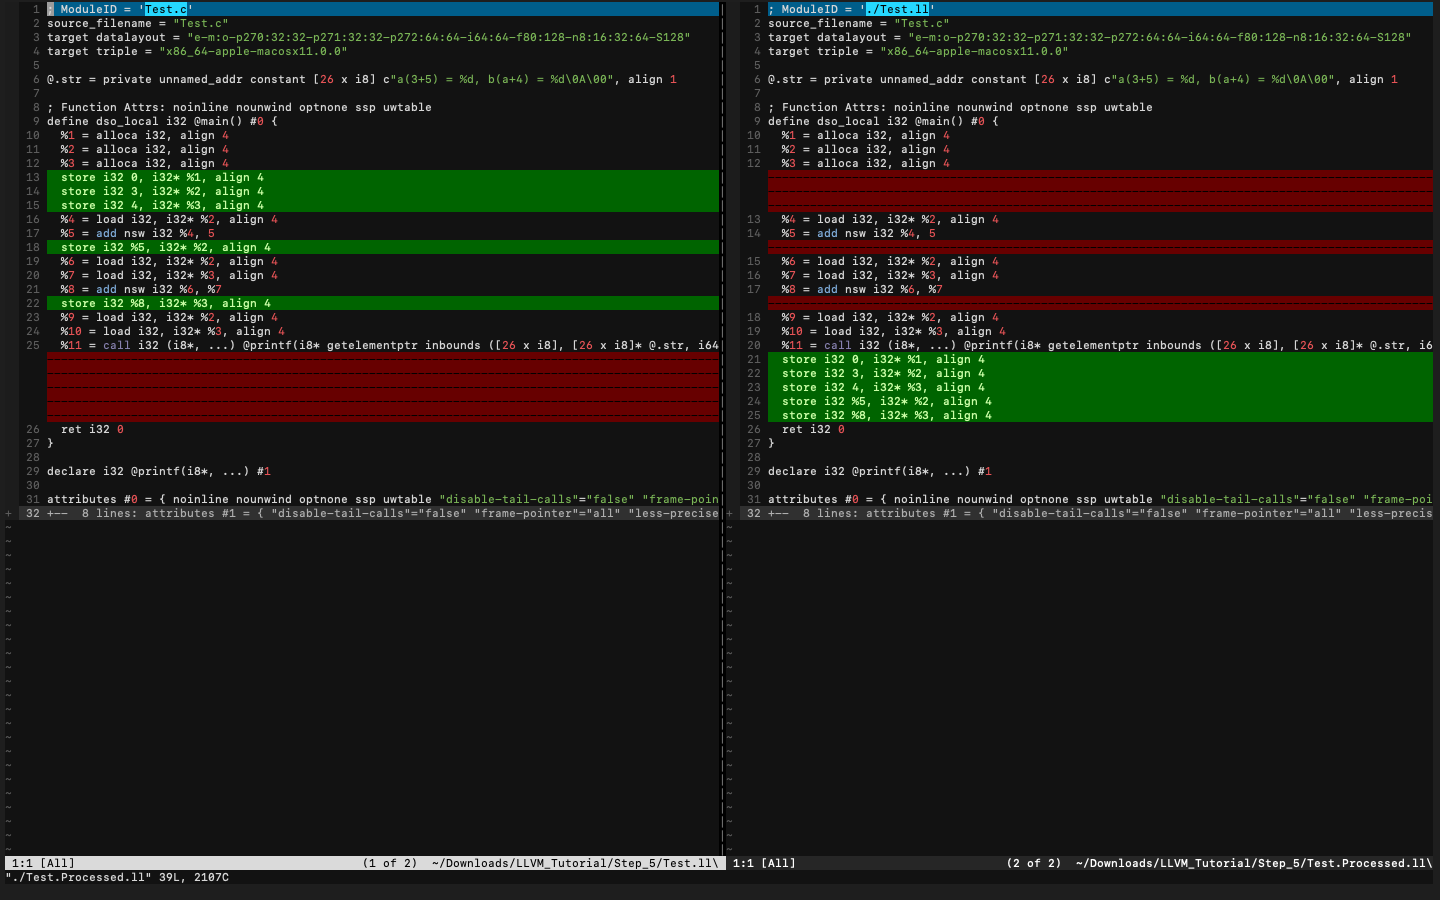 1 ; ModuleID = 'Test.c'
2 source_filename = "Test.c"
3 target datalayout = "e-m:o-p270:32:32-p271:32:32-p272:64:64-i64:64-f80:128-n8:16:32:64-S128"
4 target triple = "x86_64-apple-macosx11.0.0"
5
6 @.str = private unnamed_addr constant [26 x i8] c"a(3+5) = %d, b(a+4) = %d\0A\00", align 1
7
8 ; Function Attrs: noinline nounwind optnone ssp uwtable
9 define dso_local i32 @main() #0 {
10   %1 = alloca i32, align 4
11   %2 = alloca i32, align 4
12   %3 = alloca i32, align 4
13   store i32 0, i32* %1, align 4
14   store i32 3, i32* %2, align 4
15   store i32 4, i32* %3, align 4
16   %4 = load i32, i32* %2, align 4
17   %5 = add nsw i32 %4, 5
18   store i32 %5, i32* %2, align 4
19   %6 = load i32, i32* %2, align 4
20   %7 = load i32, i32* %3, align 4
21   %8 = add nsw i32 %6, %7
22   store i32 %8, i32* %3, align 4
23   %9 = load i32, i32* %2, align 4
24   %10 = load i32, i32* %3, align 4
25   %11 = call i32 (i8*, ...) @printf(i8* getelementptr inbounds ([26 x i8], [26 x i8]* @.str, i64
26   ret i32 0
27 }
28
29 declare i32 @printf(i8*, ...) #1
30
31 attributes #0 = { noinline nounwind optnone ssp uwtable "disable-tail-calls"="false" "frame-poin
+ 32 +--  8 lines: attributes #1 = { "disable-tail-calls"="false" "frame-pointer"="all" "less-precise
1:1 [All] (1 of 2) ~/Downloads/LLVM_Tutorial/Step_5/Test.ll\
1 ; ModuleID = './Test.ll'
2 source_filename = "Test.c"
3 target datalayout = "e-m:o-p270:32:32-p271:32:32-p272:64:64-i64:64-f80:128-n8:16:32:64-S128"
4 target triple = "x86_64-apple-macosx11.0.0"
5
6 @.str = private unnamed_addr constant [26 x i8] c"a(3+5) = %d, b(a+4) = %d\0A\00", align 1
7
8 ; Function Attrs: noinline nounwind optnone ssp uwtable
9 define dso_local i32 @main() #0 {
10   %1 = alloca i32, align 4
11   %2 = alloca i32, align 4
12   %3 = alloca i32, align 4
13   %4 = load i32, i32* %2, align 4
14   %5 = add nsw i32 %4, 5
15   %6 = load i32, i32* %2, align 4
16   %7 = load i32, i32* %3, align 4
17   %8 = add nsw i32 %6, %7
18   %9 = load i32, i32* %2, align 4
19   %10 = load i32, i32* %3, align 4
20   %11 = call i32 (i8*, ...) @printf(i8* getelementptr inbounds ([26 x i8], [26 x i8]* @.str, i6
21   store i32 0, i32* %1, align 4
22   store i32 3, i32* %2, align 4
23   store i32 4, i32* %3, align 4
24   store i32 %5, i32* %2, align 4
25   store i32 %8, i32* %3, align 4
26   ret i32 0
27 }
28
29 declare i32 @printf(i8*, ...) #1
30
31 attributes #0 = { noinline nounwind optnone ssp uwtable "disable-tail-calls"="false" "frame-poi
+ 32 +--  8 lines: attributes #1 = { "disable-tail-calls"="false" "frame-pointer"="all" "less-precis
1:1 [All] (2 of 2) ~/Downloads/LLVM_Tutorial/Step_5/Test.Processed.ll\
"./Test.Processed.ll" 39L, 2107C